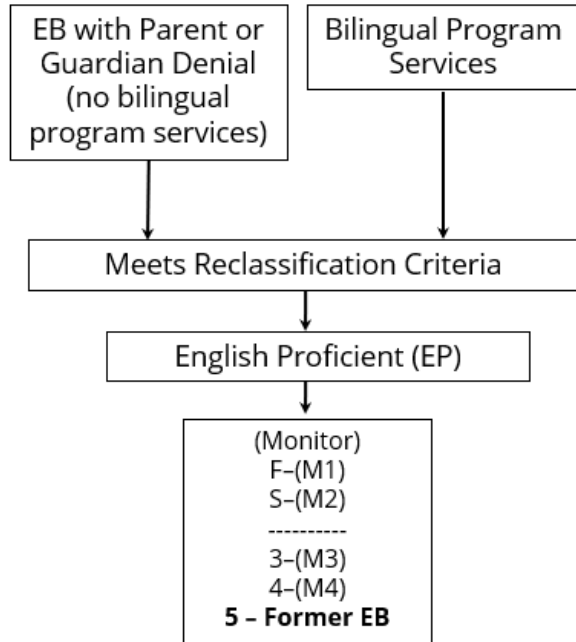 EB with Parent or
Guardian Denial
(no bilingual
program services)
Bilingual Program
Services
Meets Reclassification Criteria
English Proficient (EP)
(Monitor)
F–(M1)
S–(M2)
----------
3–(M3)
4–(M4)
5 – Former EB